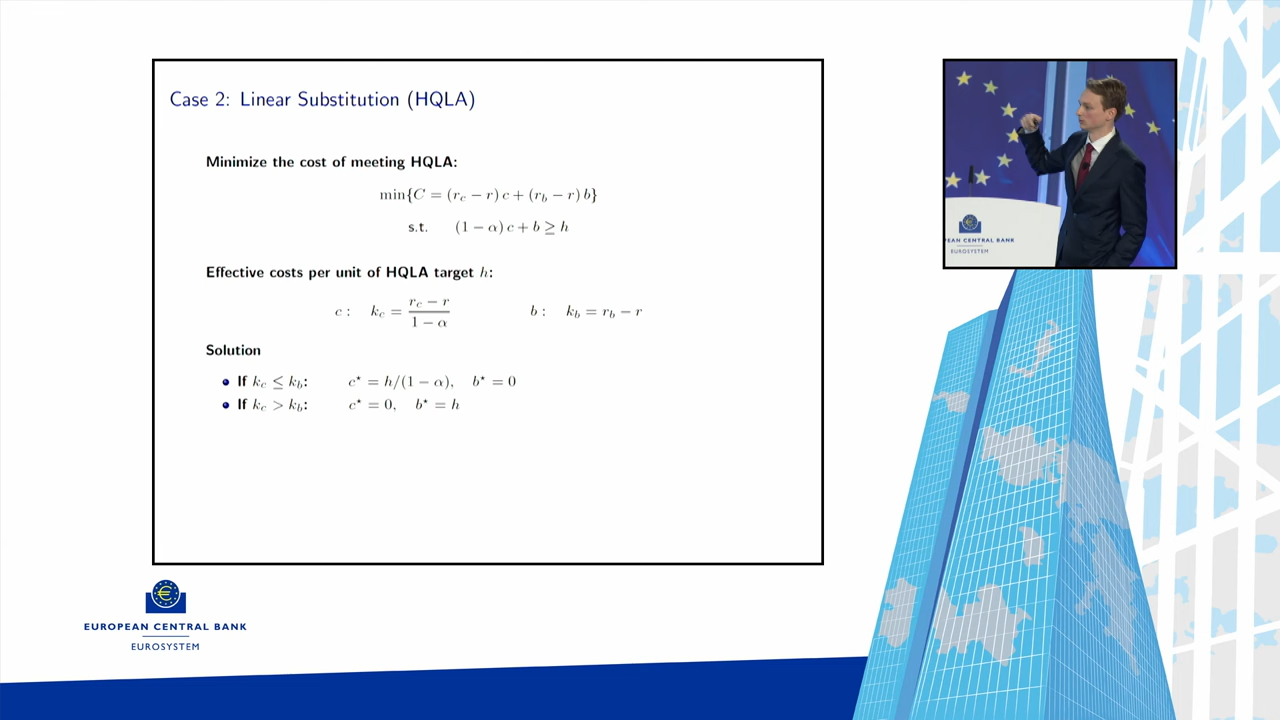 Case 2: Linear Substitution (HQLA)
Minimize the cost of meeting HQLA:
min{C = (r_c − r) c + (r_b − r) b}
s.t. (1 − α) c + b ≥ h
Effective costs per unit of HQLA target h:
c : k_c = (r_c − r)/(1 − α) b : k_b = r_b − r
Solution
• If k_c ≤ k_b: c⋆ = h/(1 − α), b⋆ = 0
• If k_c > k_b: c⋆ = 0, b⋆ = h
EAN CENTRAL BANK
EUROSYSTEM
EUROPEAN CENTRAL BANK
EUROSYSTEM